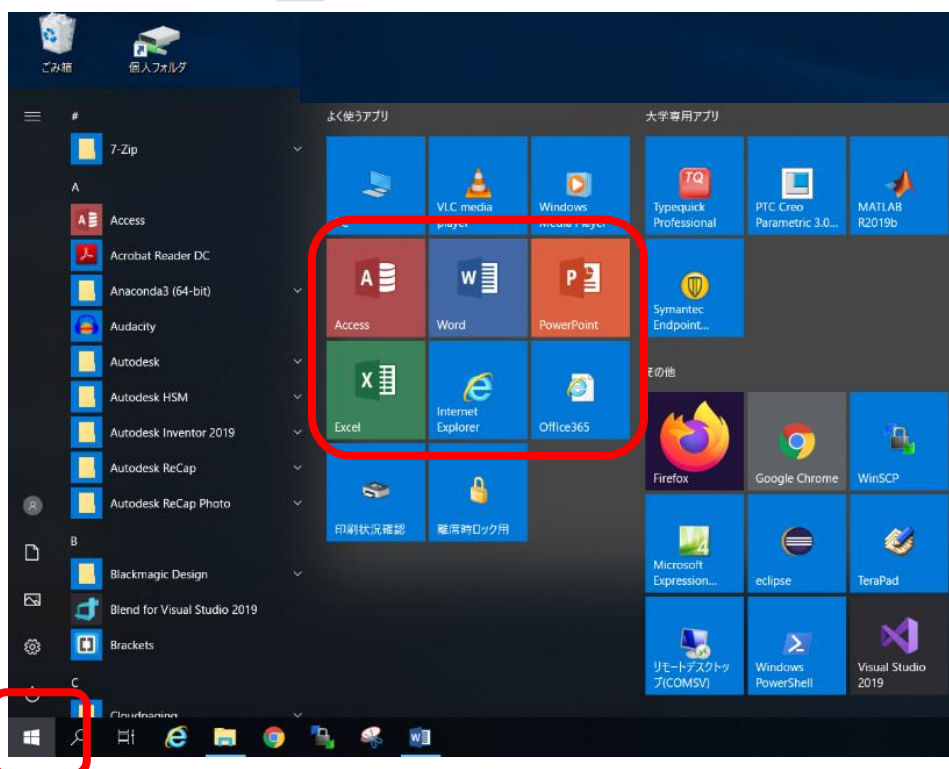 ごみ箱
個人フォルダ
#
7-Zip
A
Access
Acrobat Reader DC
Anaconda3 (64-bit)
Audacity
Autodesk
Autodesk HSM
Autodesk Inventor 2019
Autodesk ReCap
Autodesk ReCap Photo
B
Blackmagic Design
Blend for Visual Studio 2019
Brackets
C
Cloudpaging
よく使うアプリ
VLC media
player
Windows
Media Player
Access
Word
PowerPoint
Excel
Internet
Explorer
Office365
印刷状況確認
離席時ロック用
大学専用アプリ
TQ
Typequick
Professional
PTC Creo
Parametric 3.0...
MATLAB
R2019b
Symantec
Endpoint...
その他
Firefox
Google Chrome
WinSCP
Microsoft
Expression...
eclipse
TeraPad
リモートデスクトッ
プ(COMSV)
Windows
PowerShell
Visual Studio
2019